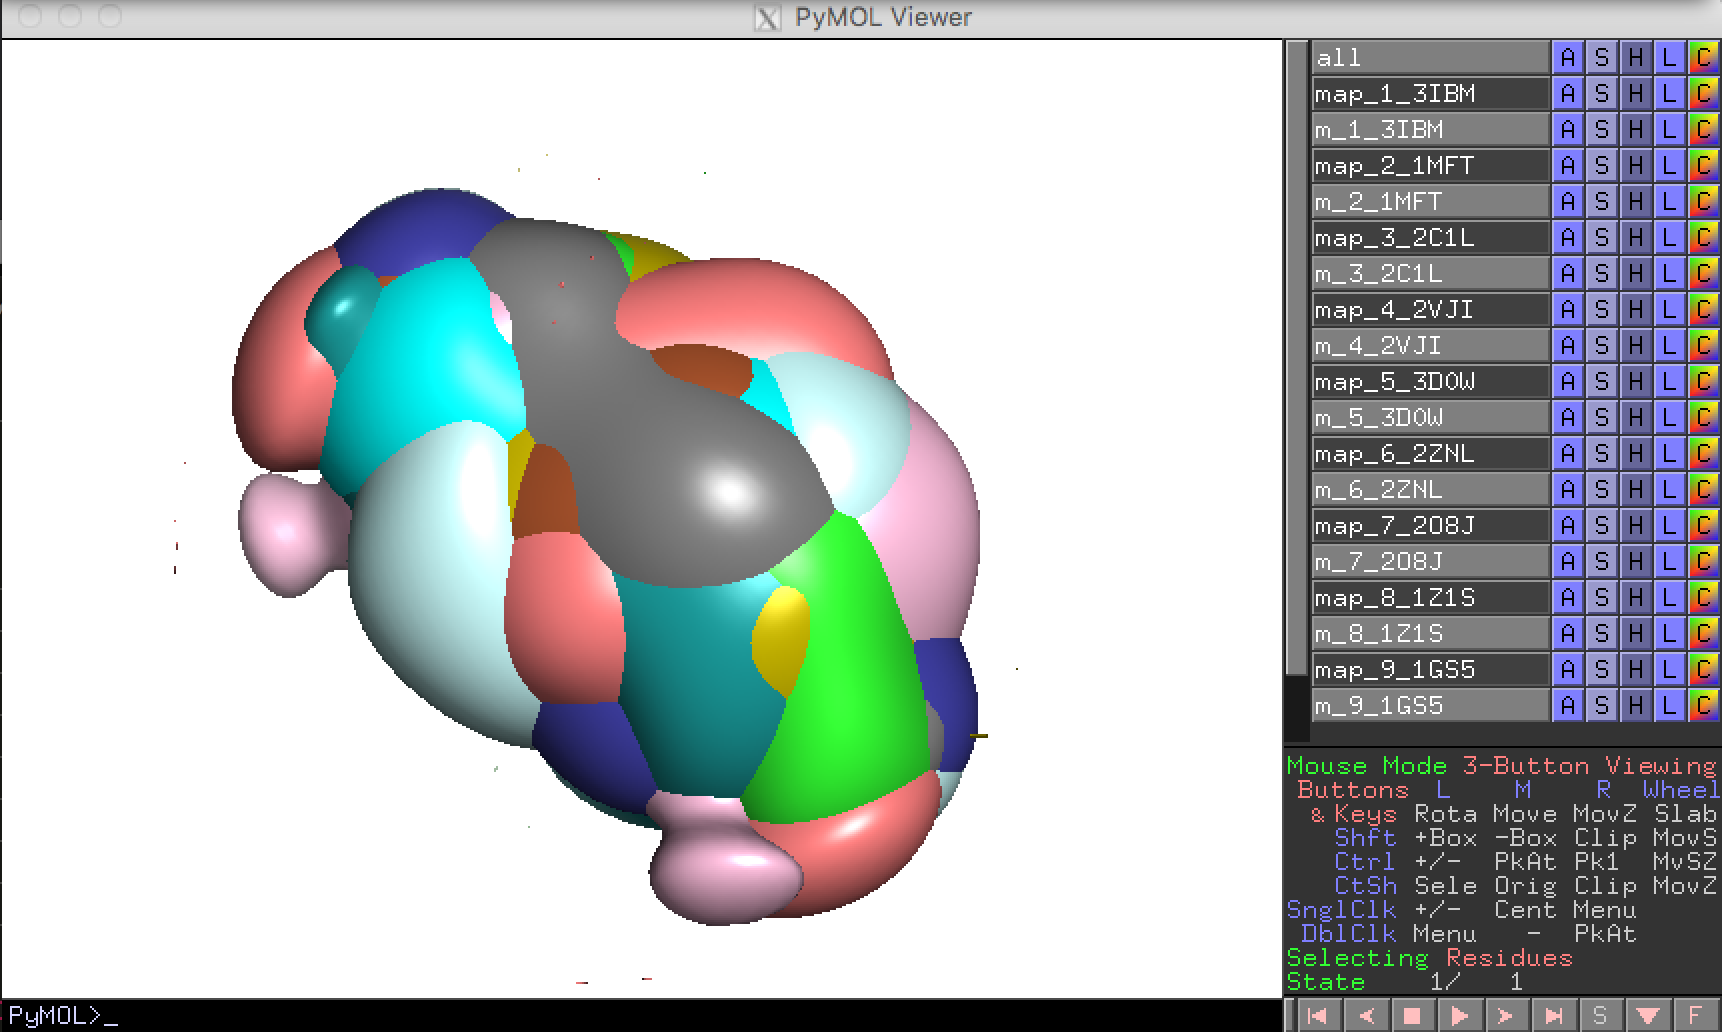 PyMOL Viewer
all A S H L C
map_1_3IBM A S H L C
m_1_3IBM A S H L C
map_2_1MFT A S H L C
m_2_1MFT A S H L C
map_3_2C1L A S H L C
m_3_2C1L A S H L C
map_4_2VJI A S H L C
m_4_2VJI A S H L C
map_5_3DOW A S H L C
m_5_3DOW A S H L C
map_6_2ZNL A S H L C
m_6_2ZNL A S H L C
map_7_2O8J A S H L C
m_7_2O8J A S H L C
map_8_1Z1S A S H L C
m_8_1Z1S A S H L C
map_9_1GS5 A S H L C
m_9_1GS5 A S H L C
Mouse Mode 3-Button Viewing
Buttons L M R Wheel
& Keys Rota Move MovZ Slab
Shft +Box -Box Clip MovS
Ctrl +/- PkAt Pk1 MvSZ
CtSh Sele Orig Clip MovZ
SnglClk +/- Cent Menu
DblClk Menu - PkAt
Selecting Residues
State 1/ 1
PyMOL>_
S F